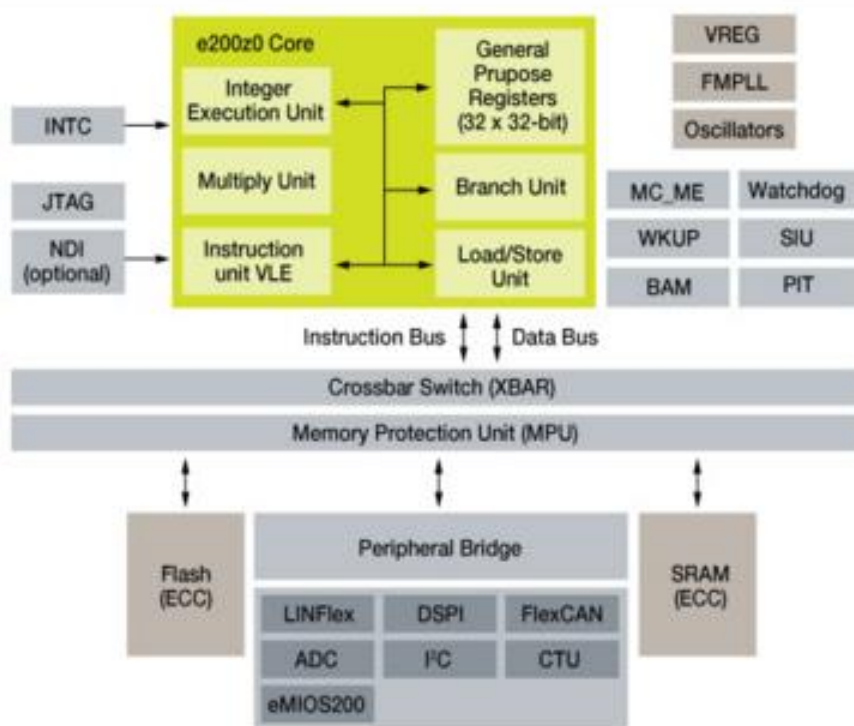 e200z0 Core
Integer
Execution Unit
Multiply Unit
Instruction
unit VLE
General
Prupose
Registers
(32 x 32-bit)
Branch Unit
Load/Store
Unit
INTC
JTAG
NDI
(optional)
VREG
FMPLL
Oscillators
MC_ME
Watchdog
WKUP
SIU
BAM
PIT
Instruction Bus
Data Bus
Crossbar Switch (XBAR)
Memory Protection Unit (MPU)
Flash
(ECC)
Peripheral Bridge
SRAM
(ECC)
LINFlex
DSPI
FlexCAN
ADC
I²C
CTU
eMIOS200